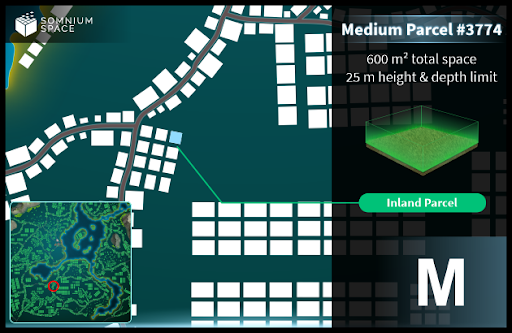 SOMNIUM
SPACE
Medium Parcel #3774
600 m² total space
25 m height & depth limit
Inland Parcel
M